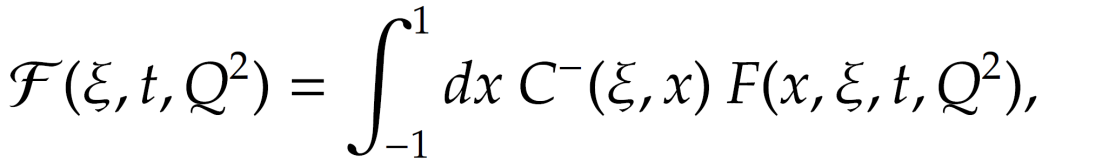 ℱ(ξ, t, Q²) = ∫₋₁¹ dx C⁻(ξ, x) F(x, ξ, t, Q²),